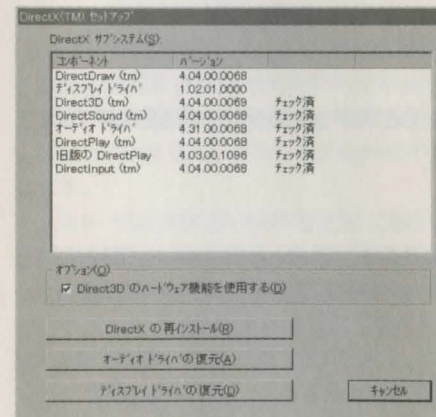 DirectX(TM) ｾｯﾄｱｯﾌﾟ
DirectX ｻﾌﾞｼｽﾃﾑ(S):
ｺﾝﾎﾟｰﾈﾝﾄ ﾊﾞｰｼﾞｮﾝ
DirectDraw (tm) 4.04.00.0068
ﾃﾞｨｽﾌﾟﾚｲ ﾄﾞﾗｲﾊﾞ 1.02.01.0000
Direct3D (tm) 4.04.00.0069 ﾁｪｯｸ済
DirectSound (tm) 4.04.00.0068 ﾁｪｯｸ済
ｵｰﾃﾞｨｵ ﾄﾞﾗｲﾊﾞ 4.31.00.0068 ﾁｪｯｸ済
DirectPlay (tm) 4.04.00.0068 ﾁｪｯｸ済
旧版の DirectPlay 4.03.00.1096 ﾁｪｯｸ済
DirectInput (tm) 4.04.00.0068 ﾁｪｯｸ済
ｵﾌﾟｼｮﾝ(O)
Direct3D のﾊｰﾄﾞｳｪｱ機能を使用する(D)
DirectX の再ｲﾝｽﾄｰﾙ(R)
ｵｰﾃﾞｨｵ ﾄﾞﾗｲﾊﾞの復元(A)
ﾃﾞｨｽﾌﾟﾚｲ ﾄﾞﾗｲﾊﾞの復元(D)
ｷｬﾝｾﾙ